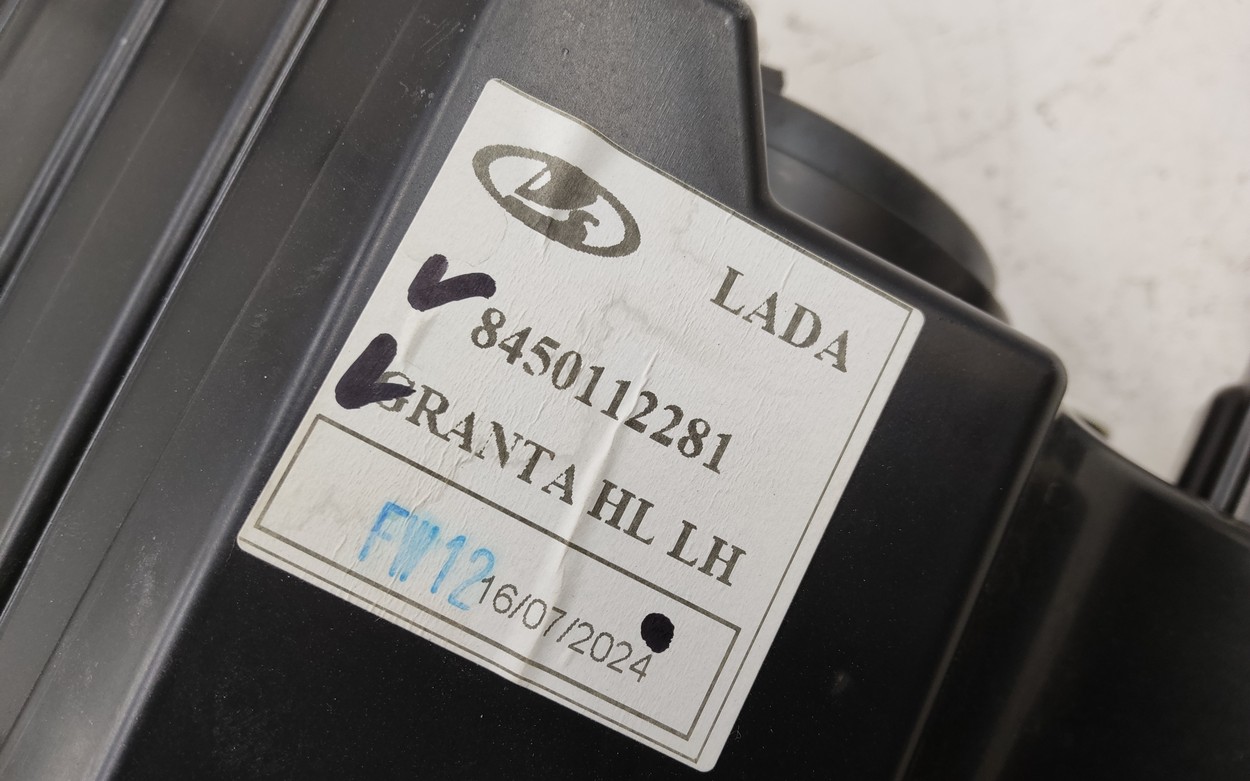 LADA
8450112281
GRANTA HL LH
FW12
16/07/2024